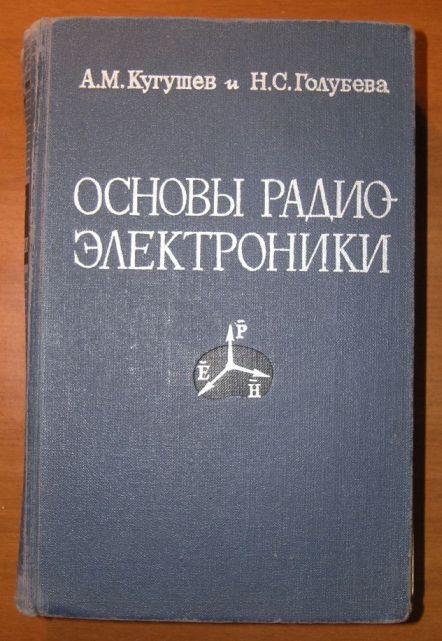 А.М.Кугушев и Н.С.Голубева
ОСНОВЫ РАДИО-
ЭЛЕКТРОНИКИ
P̄
Ē
H̄